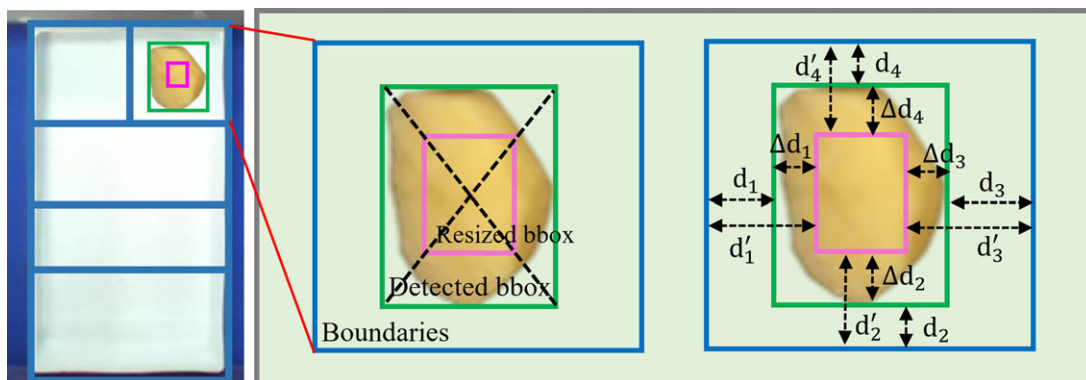 Resized bbox
Detected bbox
Boundaries
d′₄
d₄
Δd₄
Δd₁
Δd₃
d₁
d₃
d′₁
d′₃
Δd₂
d′₂
d₂